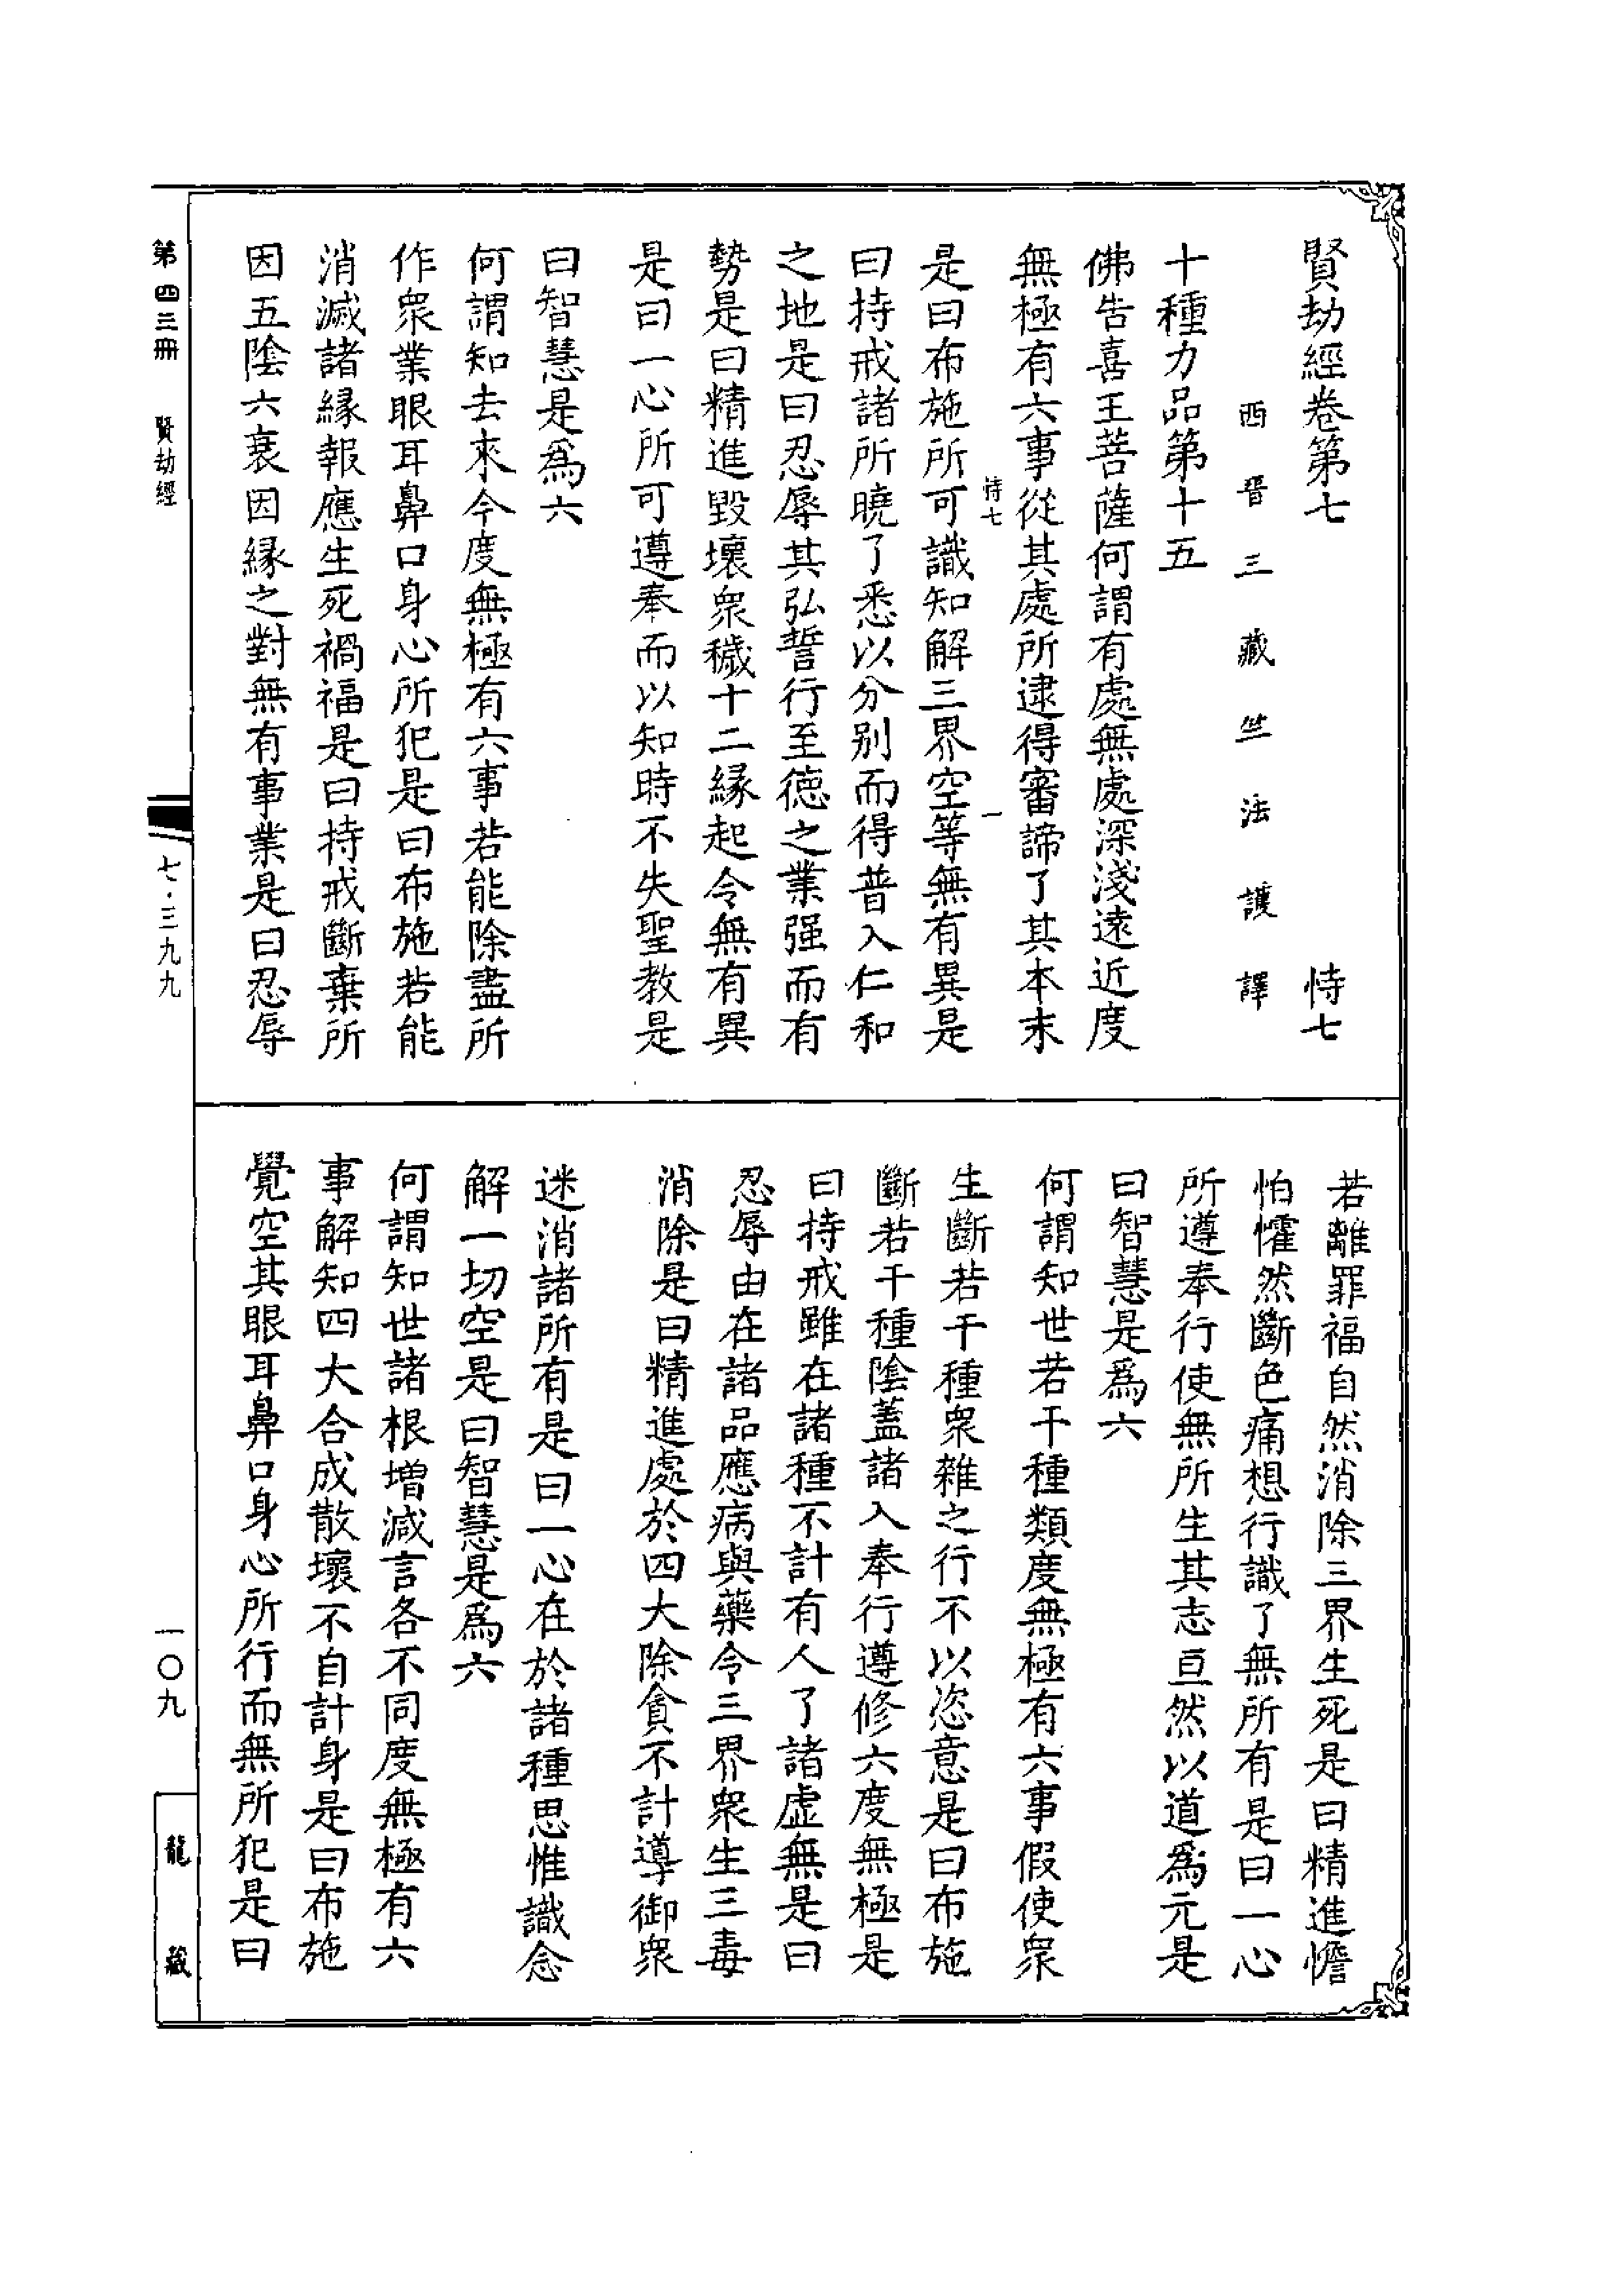 賢劫經卷第七　恃七
西晉三藏竺法護譯
十種力品第十五
佛告喜王菩薩何謂有處無處深淺遠近度
無極有六事從其處所逮得審諦了其本末
恃七　一
是曰布施所可識知解三界空等無有異是
曰持戒諸所曉了悉以分別而得普入仁和
之地是曰忍辱其弘誓行至德之業强而有
勢是曰精進毀壞衆穢十二緣起令無有異
是曰一心所可遵奉而以知時不失聖教是
曰智慧是爲六
何謂知去來今度無極有六事若能除盡所
作衆業眼耳鼻口身心所犯是曰布施若能
消滅諸緣報應生死禍福是曰持戒斷棄所
因五陰六衰因緣之對無有事業是曰忍辱
若離罪福自然消除三界生死是曰精進憺
怕懼然斷色痛想行識了無所有是曰一心
所遵奉行使無所生其志亘然以道爲元是
曰智慧是爲六
何謂知世若干種類度無極有六事假使衆
生斷若干種衆雜之行不以恣意是曰布施
斷若干種陰蓋諸入奉行遵修六度無極是
曰持戒雖在諸種不計有人了諸虛無是曰
忍辱由在諸品應病與藥令三界衆生三毒
消除是曰精進處於四大除貪不計導御衆
迷消諸所有是曰一心在於諸種思惟識念
解一切空是曰智慧是爲六
何謂知世諸根增減言各不同度無極有六
事解知四大合成散壞不自計身是曰布施
覺空其眼耳鼻口身心所行而無所犯是曰
第四三冊　賢劫經　七·三九九　一〇九　龍藏